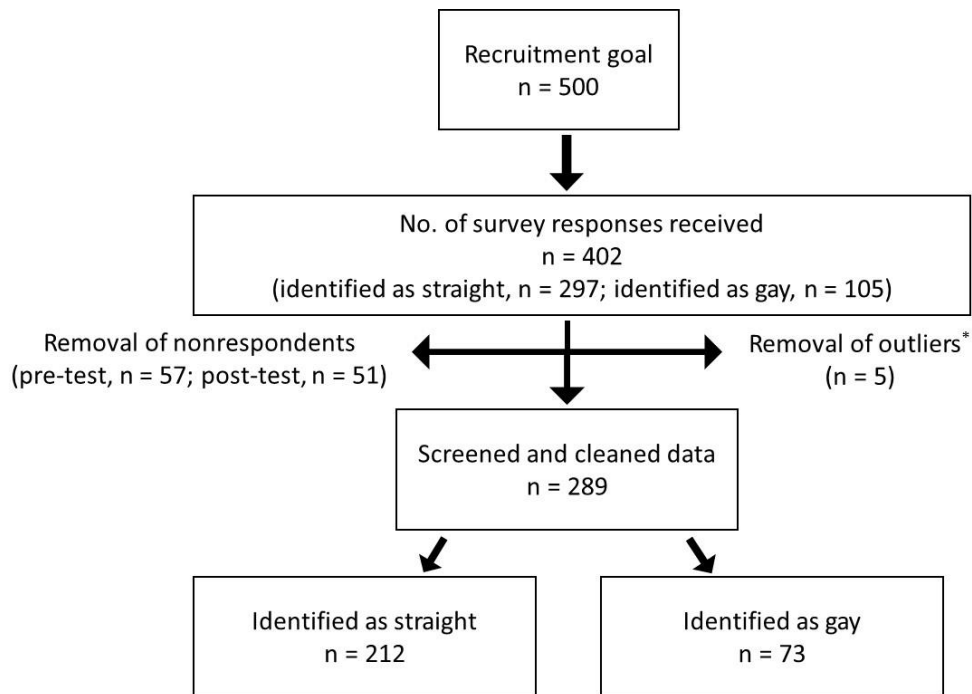 Recruitment goal
n = 500
No. of survey responses received
n = 402
(identified as straight, n = 297; identified as gay, n = 105)
Removal of nonrespondents
(pre-test, n = 57; post-test, n = 51)
Removal of outliers*
(n = 5)
Screened and cleaned data
n = 289
Identified as straight
n = 212
Identified as gay
n = 73